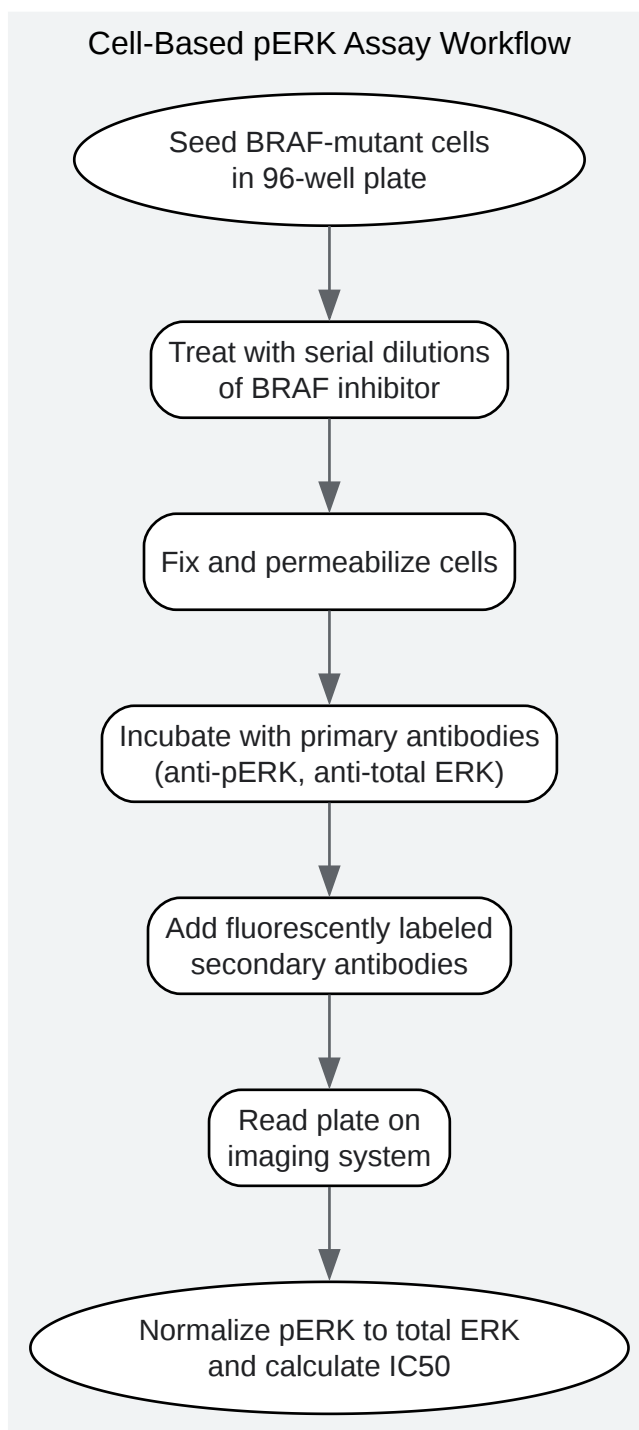 Cell-Based pERK Assay Workflow
Seed BRAF-mutant cells
in 96-well plate
Treat with serial dilutions
of BRAF inhibitor
Fix and permeabilize cells
Incubate with primary antibodies
(anti-pERK, anti-total ERK)
Add fluorescently labeled
secondary antibodies
Read plate on
imaging system
Normalize pERK to total ERK
and calculate IC50